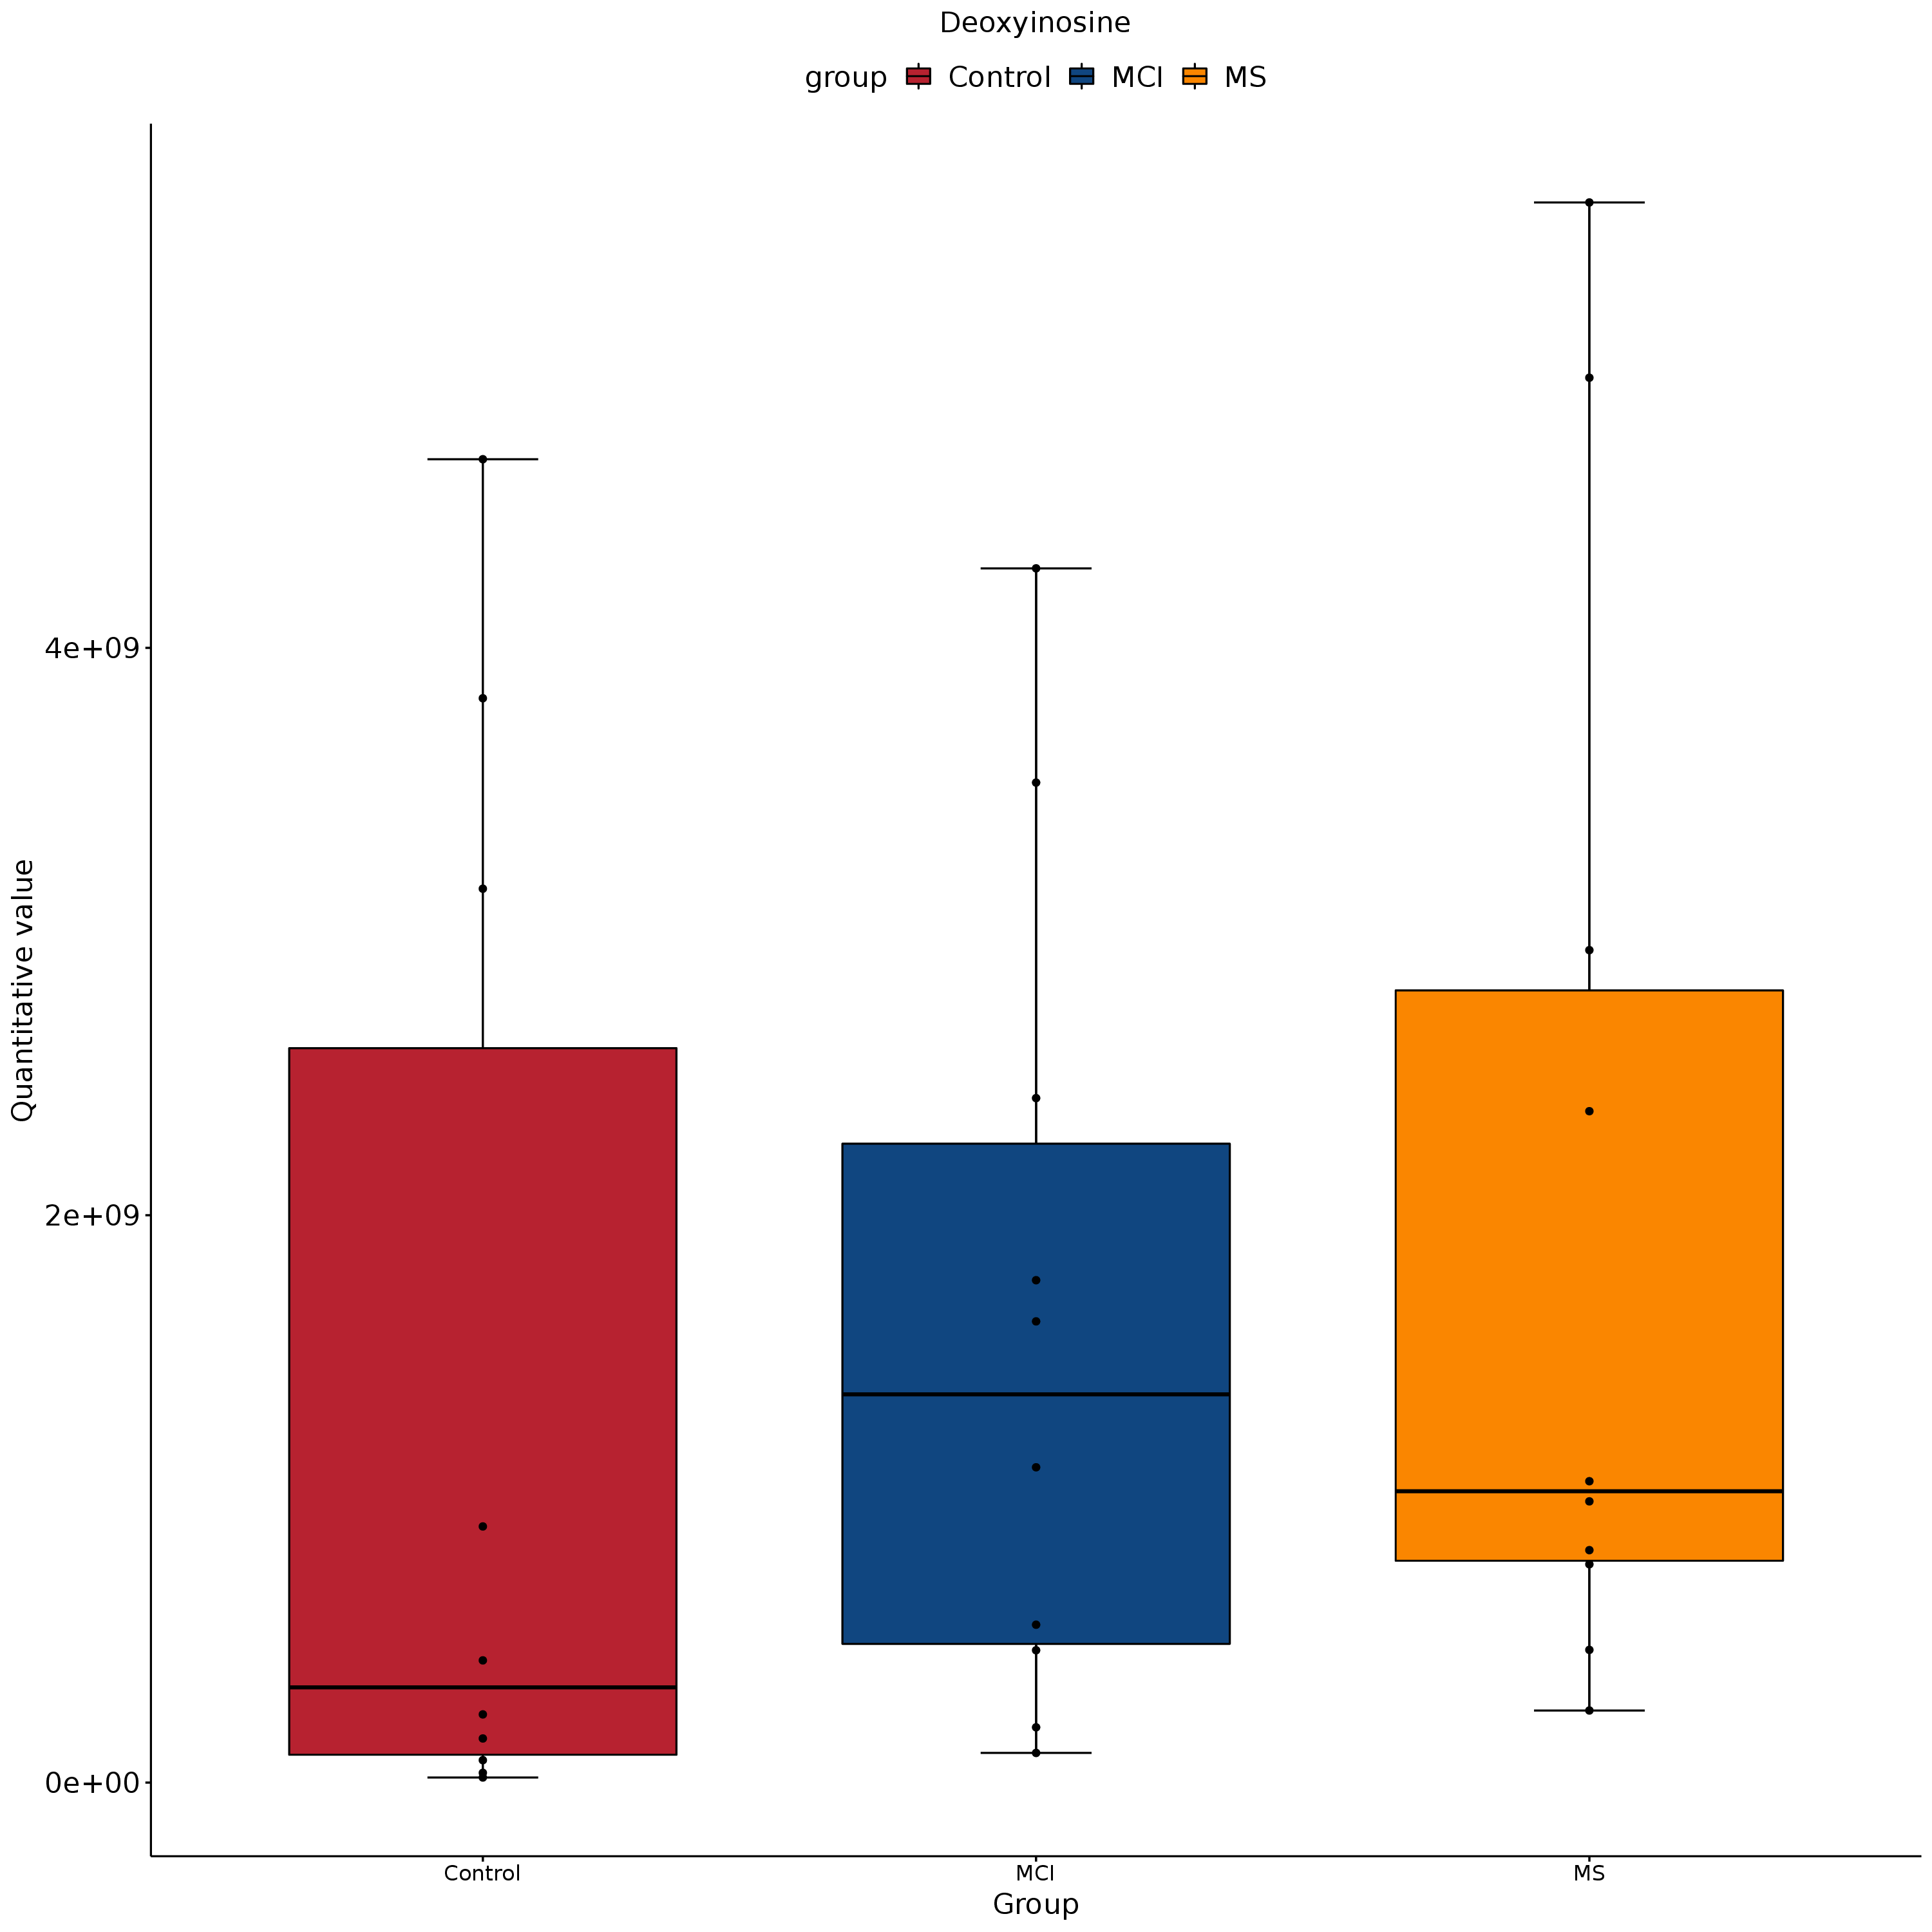 Deoxyinosine
group Control MCI MS
Quantitative value
4e+09
2e+09
0e+00
Control MCI MS
Group